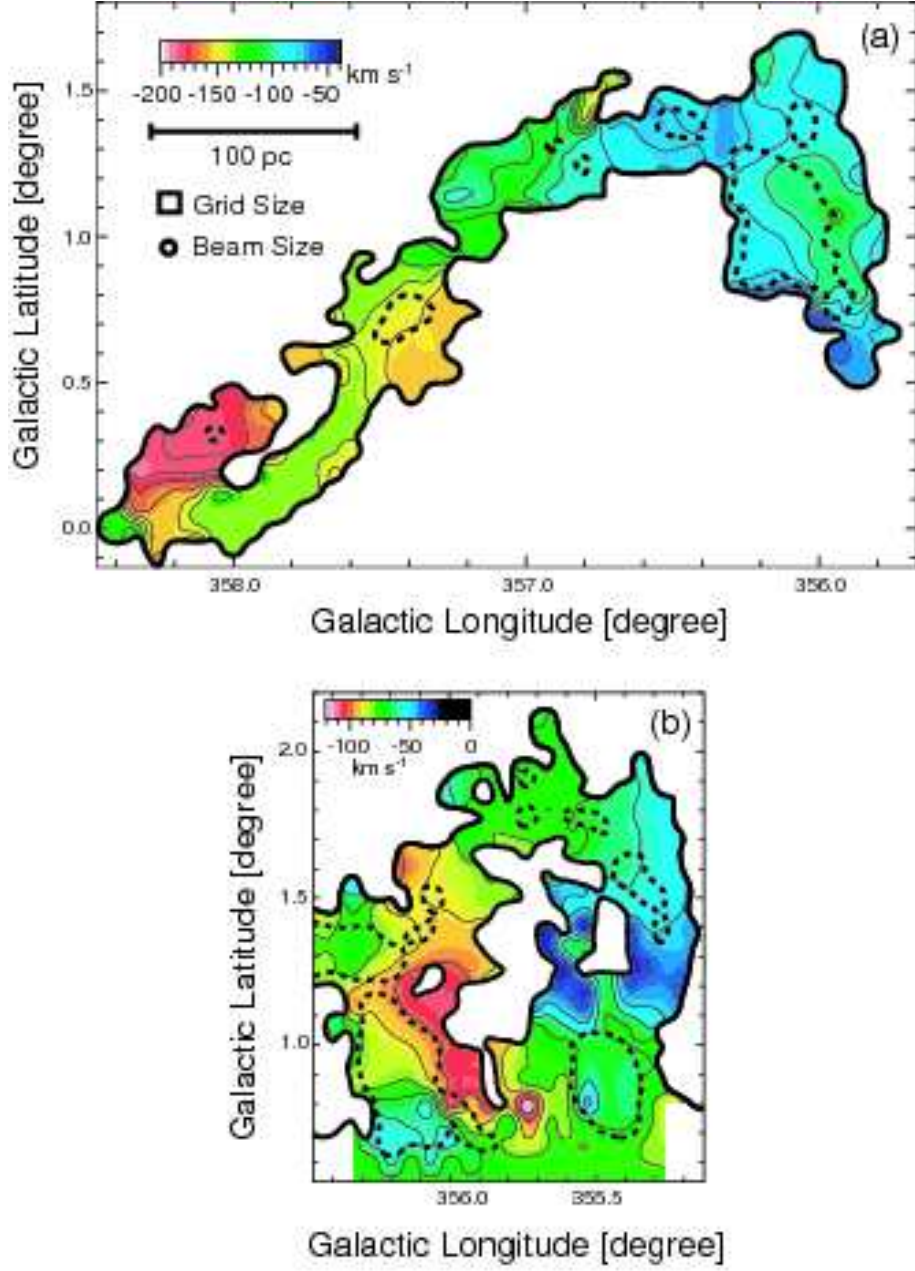 (a)
km s-1
-200 -150 -100 -50
100 pc
Grid Size
Beam Size
1.5
1.0
0.5
0.0
Galactic Latitude [degree]
358.0 357.0 356.0
Galactic Longitude [degree]
(b)
-100 -50 0
km s-1
2.0
1.5
1.0
Galactic Latitude [degree]
356.0 355.5
Galactic Longitude [degree]